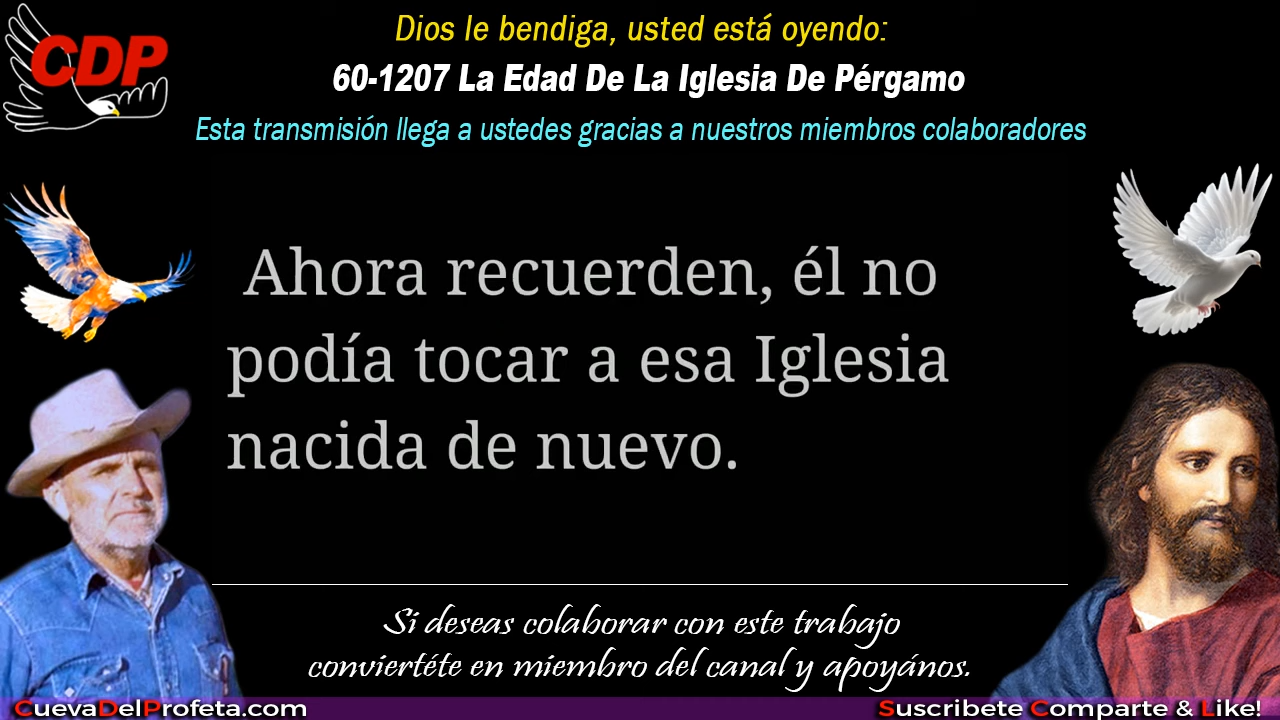 CDP
Dios le bendiga, usted está oyendo:
60-1207 La Edad De La Iglesia De Pérgamo
Esta transmisión llega a ustedes gracias a nuestros miembros colaboradores
Ahora recuerden, él no
podía tocar a esa Iglesia
nacida de nuevo.
Si deseas colaborar con este trabajo
conviertéte en miembro del canal y apoyános.
CuevaDelProfeta.com
Suscribete Comparte & Like!